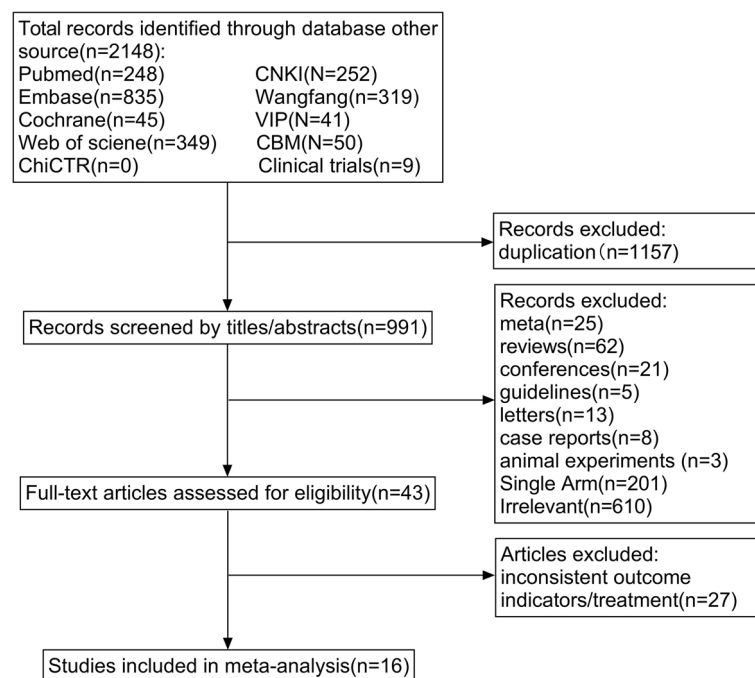 Total records identified through database other
source(n=2148):
Pubmed(n=248) CNKI(N=252)
Embase(n=835) Wangfang(n=319)
Cochrane(n=45) VIP(N=41)
Web of sciene(n=349) CBM(N=50)
ChiCTR(n=0) Clinical trials(n=9)
Records excluded:
duplication(n=1157)
Records screened by titles/abstracts(n=991)
Records excluded:
meta(n=25)
reviews(n=62)
conferences(n=21)
guidelines(n=5)
letters(n=13)
case reports(n=8)
animal experiments (n=3)
Single Arm(n=201)
Irrelevant(n=610)
Full-text articles assessed for eligibility(n=43)
Articles excluded:
inconsistent outcome
indicators/treatment(n=27)
Studies included in meta-analysis(n=16)